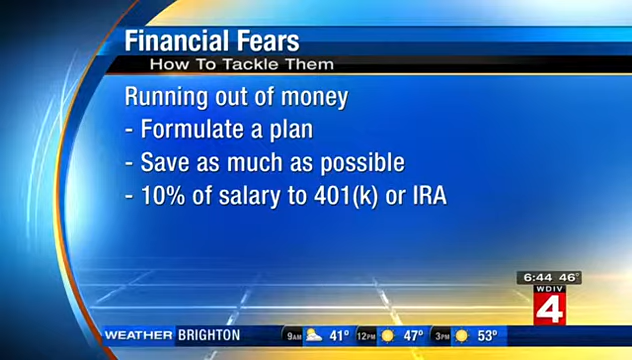 Financial Fears
How To Tackle Them
Running out of money
- Formulate a plan
- Save as much as possible
- 10% of salary to 401(k) or IRA
6:44 46°
WDIV
4
WEATHER BRIGHTON 9AM 41° 12PM 47° 3PM 53°